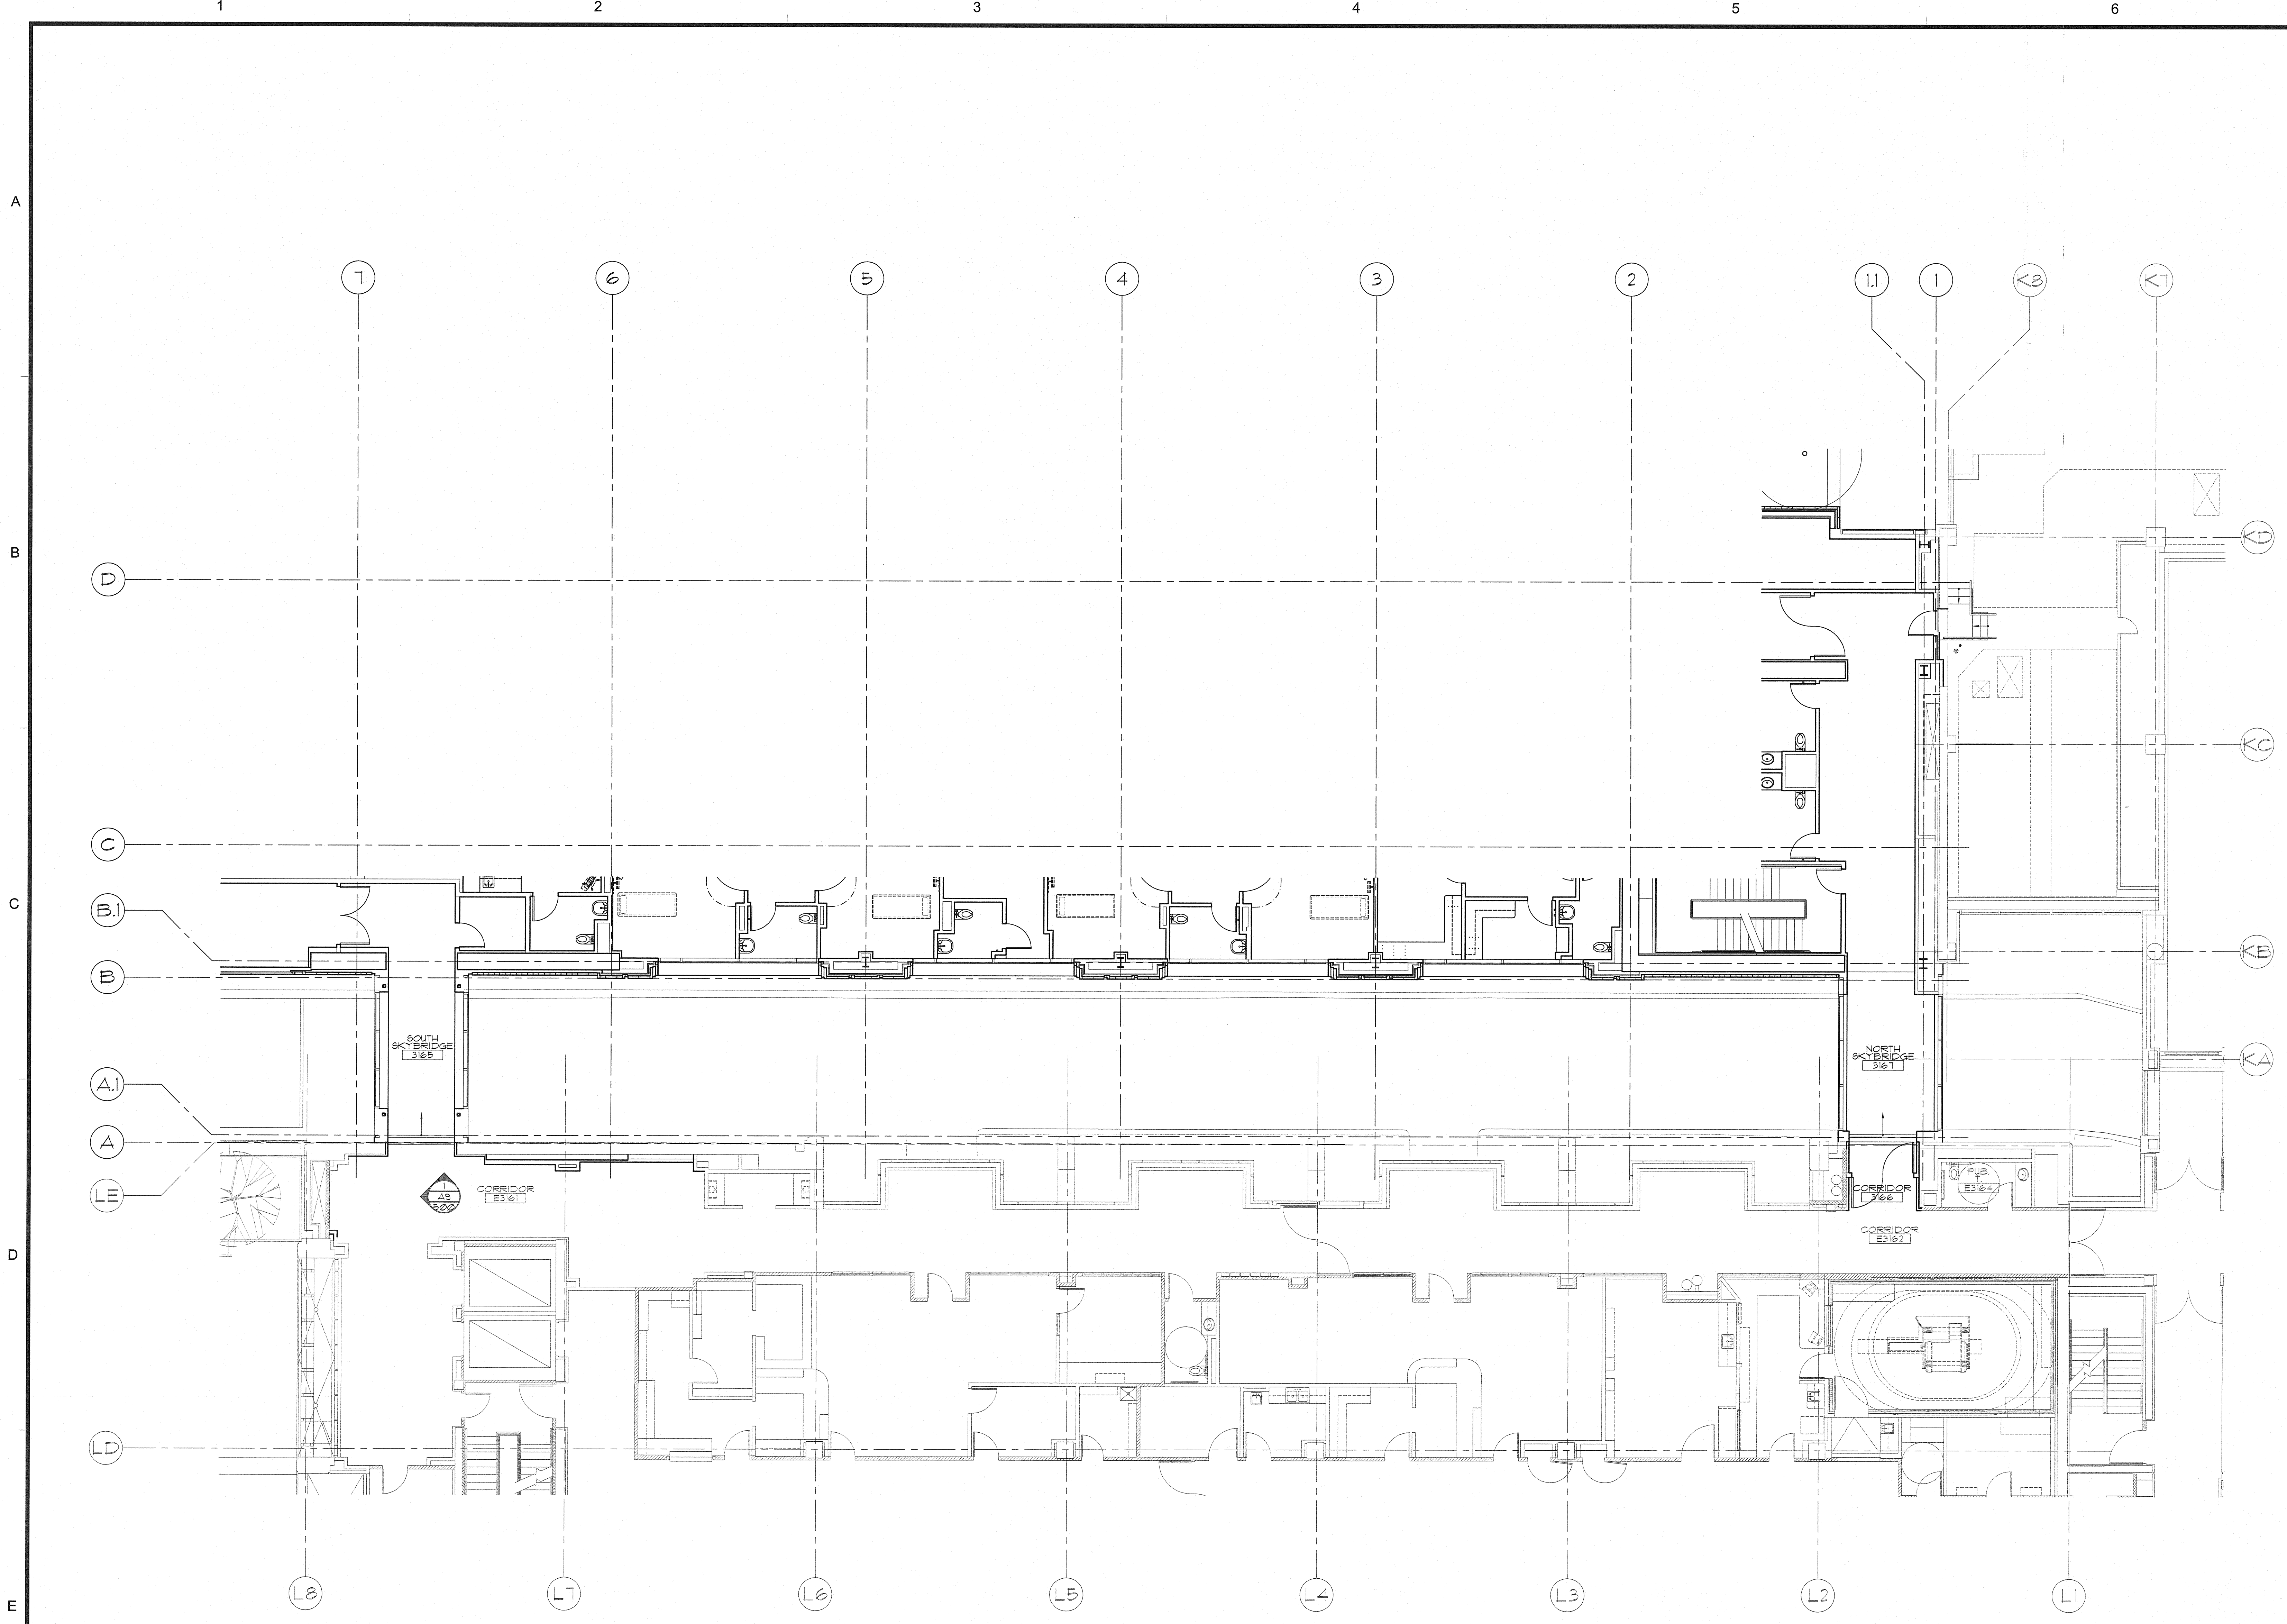 1 2 3 4 5 6
A
7 6 5 4 3 2 1.1 1 K8 K7
B
KD
D
KC
C
C
B.1
KB
B
SOUTH
SKYBRIDGE
3165
NORTH
SKYBRIDGE
3167
KA
A.1
A
LE
1
A9
500
CORRIDOR
E3161
CORRIDOR
3166
PUB.
T
E3164
CORRIDOR
E3162
D
LD
L8 L7 L6 L5 L4 L3 L2 L1
E